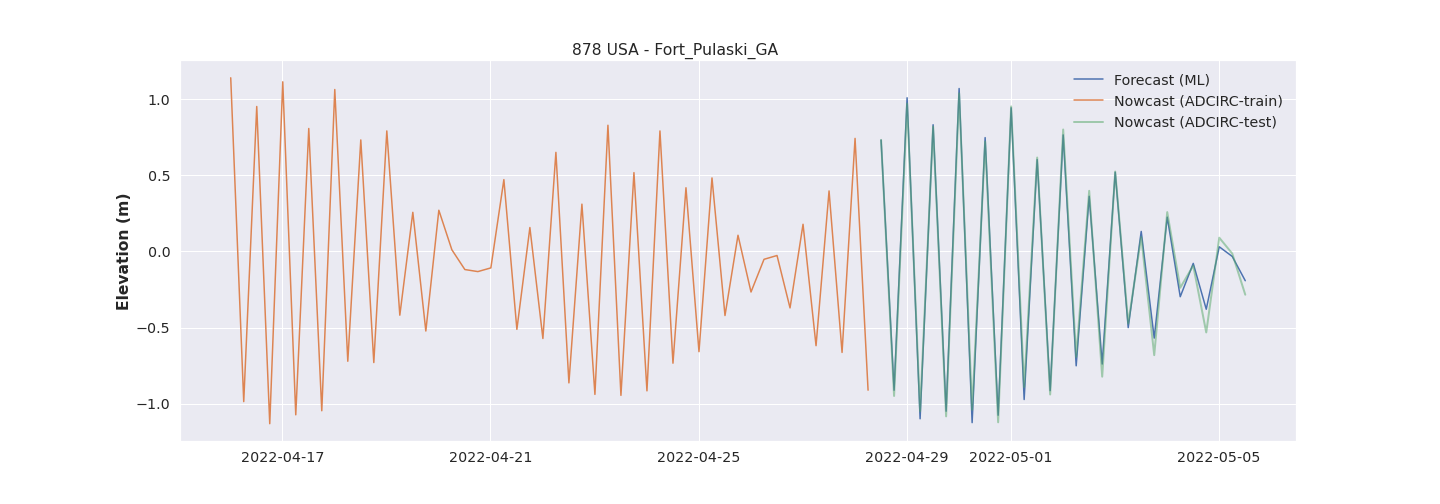 878 USA - Fort_Pulaski_GA
Forecast (ML)
Nowcast (ADCIRC-train)
Nowcast (ADCIRC-test)
Elevation (m)
1.0
0.5
0.0
−0.5
−1.0
2022-04-17
2022-04-21
2022-04-25
2022-04-29
2022-05-01
2022-05-05